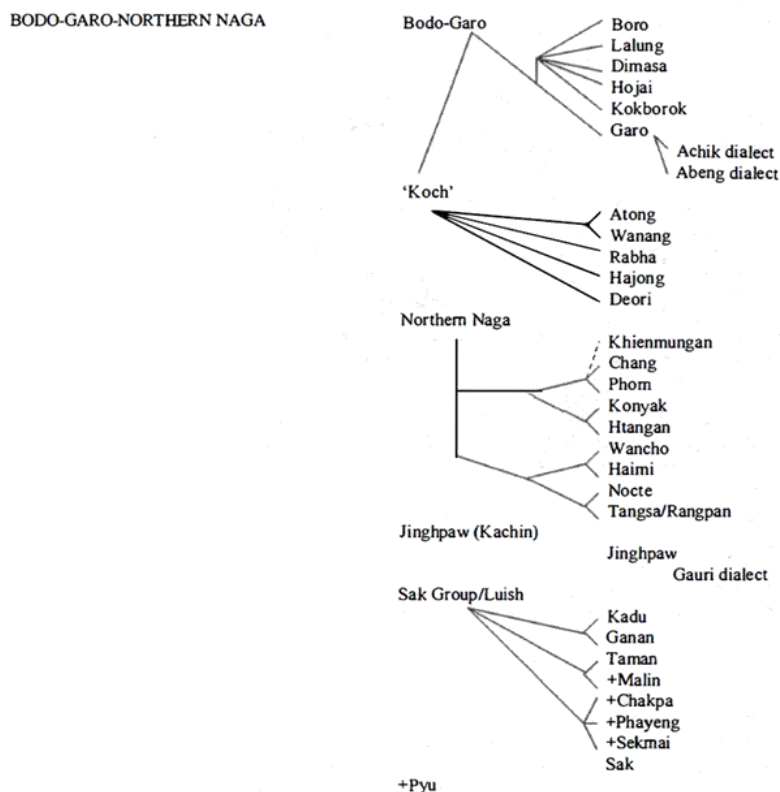 BODO-GARO-NORTHERN NAGA
Bodo-Garo
Boro
Lalung
Dimasa
Hojai
Kokborok
Garo
Achik dialect
Abeng dialect
‘Koch’
Atong
Wanang
Rabha
Hajong
Deori
Northern Naga
Khienmungan
Chang
Phom
Konyak
Htangan
Wancho
Haimi
Nocte
Tangsa/Rangpan
Jinghpaw (Kachin)
Jinghpaw
Gauri dialect
Sak Group/Luish
Kadu
Ganan
Taman
+Malin
+Chakpa
+Phayeng
+Sekmai
Sak
+Pyu